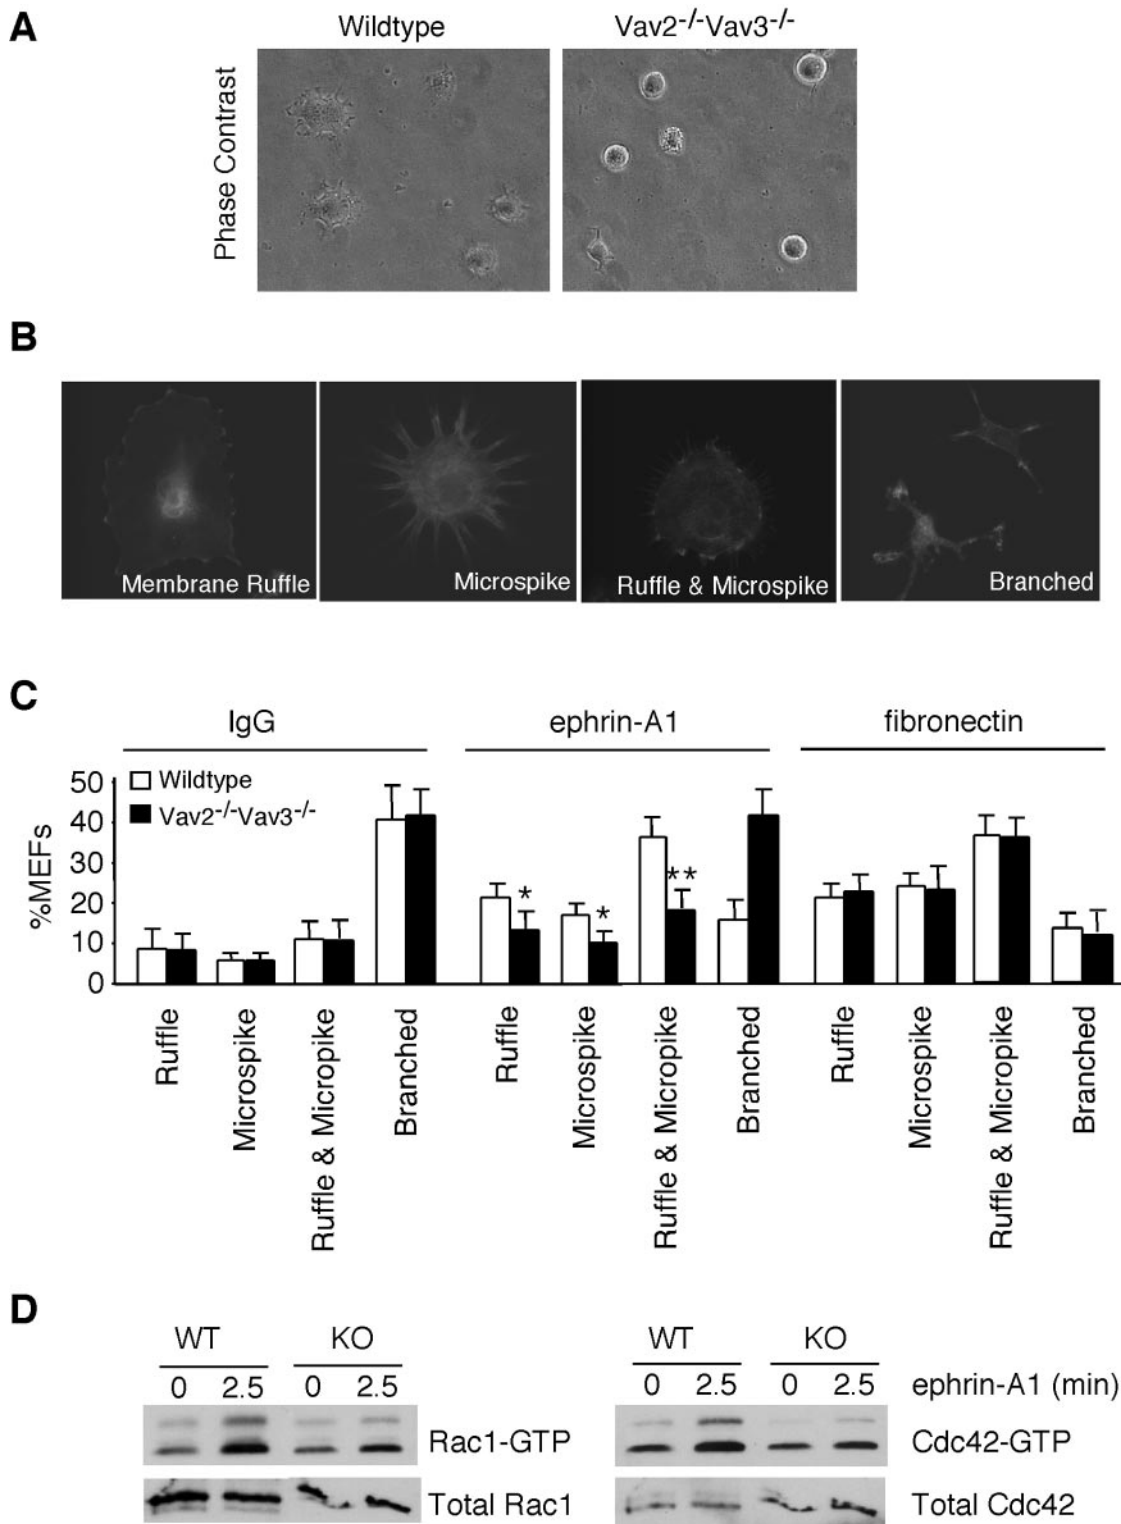 A
Wildtype
Vav2-/-Vav3-/-
Phase Contrast
B
Membrane Ruffle
Microspike
Ruffle & Microspike
Branched
C
IgG
ephrin-A1
fibronectin
Wildtype
Vav2-/-Vav3-/-
%MEFs
50
40
30
20
10
0
*
*
**
Ruffle
Microspike
Ruffle & Micropike
Branched
Ruffle
Microspike
Ruffle & Micropike
Branched
Ruffle
Microspike
Ruffle & Microspike
Branched
D
WT
KO
WT
KO
0
2.5
0
2.5
0
2.5
0
2.5
ephrin-A1 (min)
Rac1-GTP
Cdc42-GTP
Total Rac1
Total Cdc42